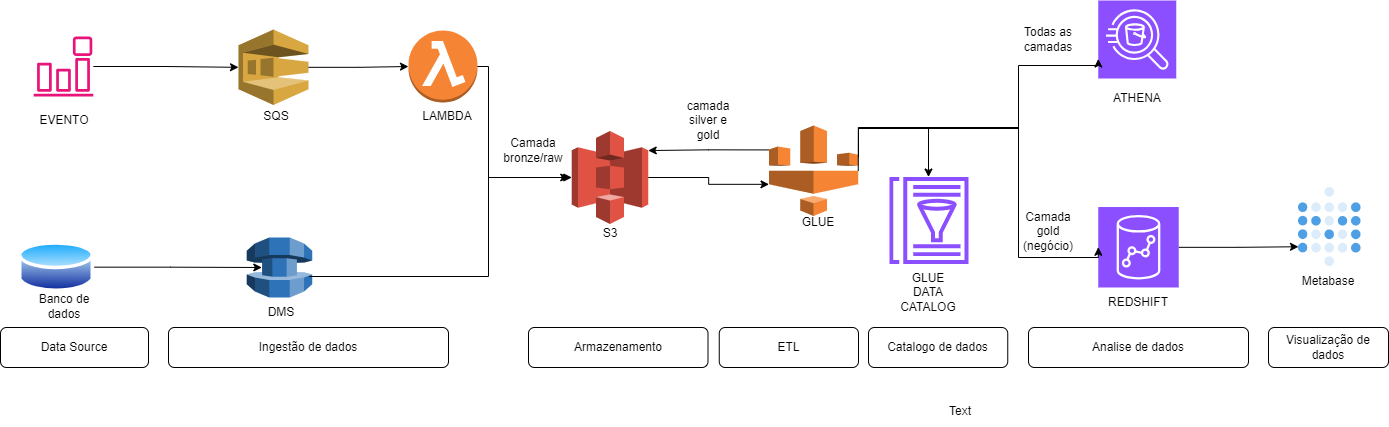 EVENTO
SQS
LAMBDA
Camada
bronze/raw
S3
camada
silver e
gold
GLUE
Todas as
camadas
ATHENA
Camada
gold
(negócio)
REDSHIFT
GLUE
DATA
CATALOG
Metabase
Banco de
dados
DMS
Data Source
Ingestão de dados
Armazenamento
ETL
Catalogo de dados
Analise de dados
Visualização de
dados
Text